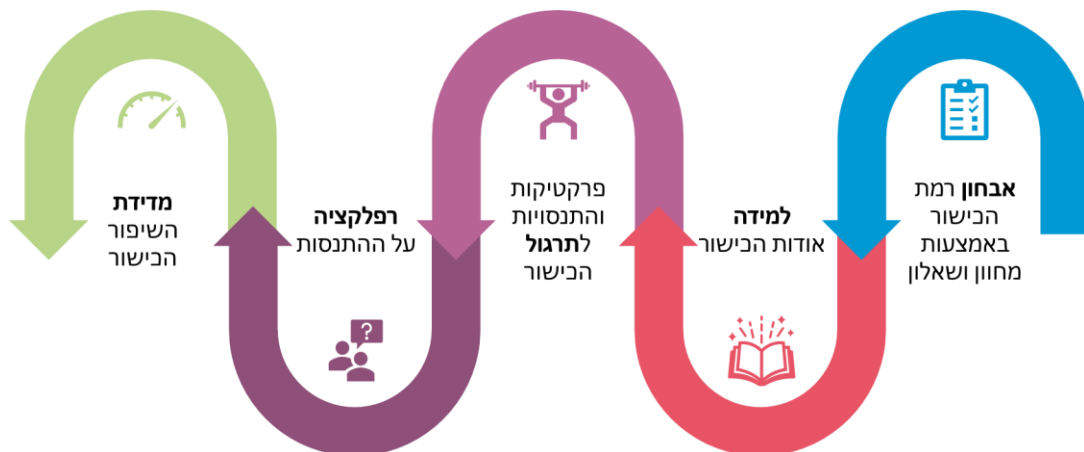 אבחון רמת
הכישור
באמצעות
מחוון ושאלון
למידה
אודות הכישור
פרקטיקות
והתנסויות
לתרגול
הכישור
רפלקציה
על ההתנסות
?
מדידת
השיפור
הכישור